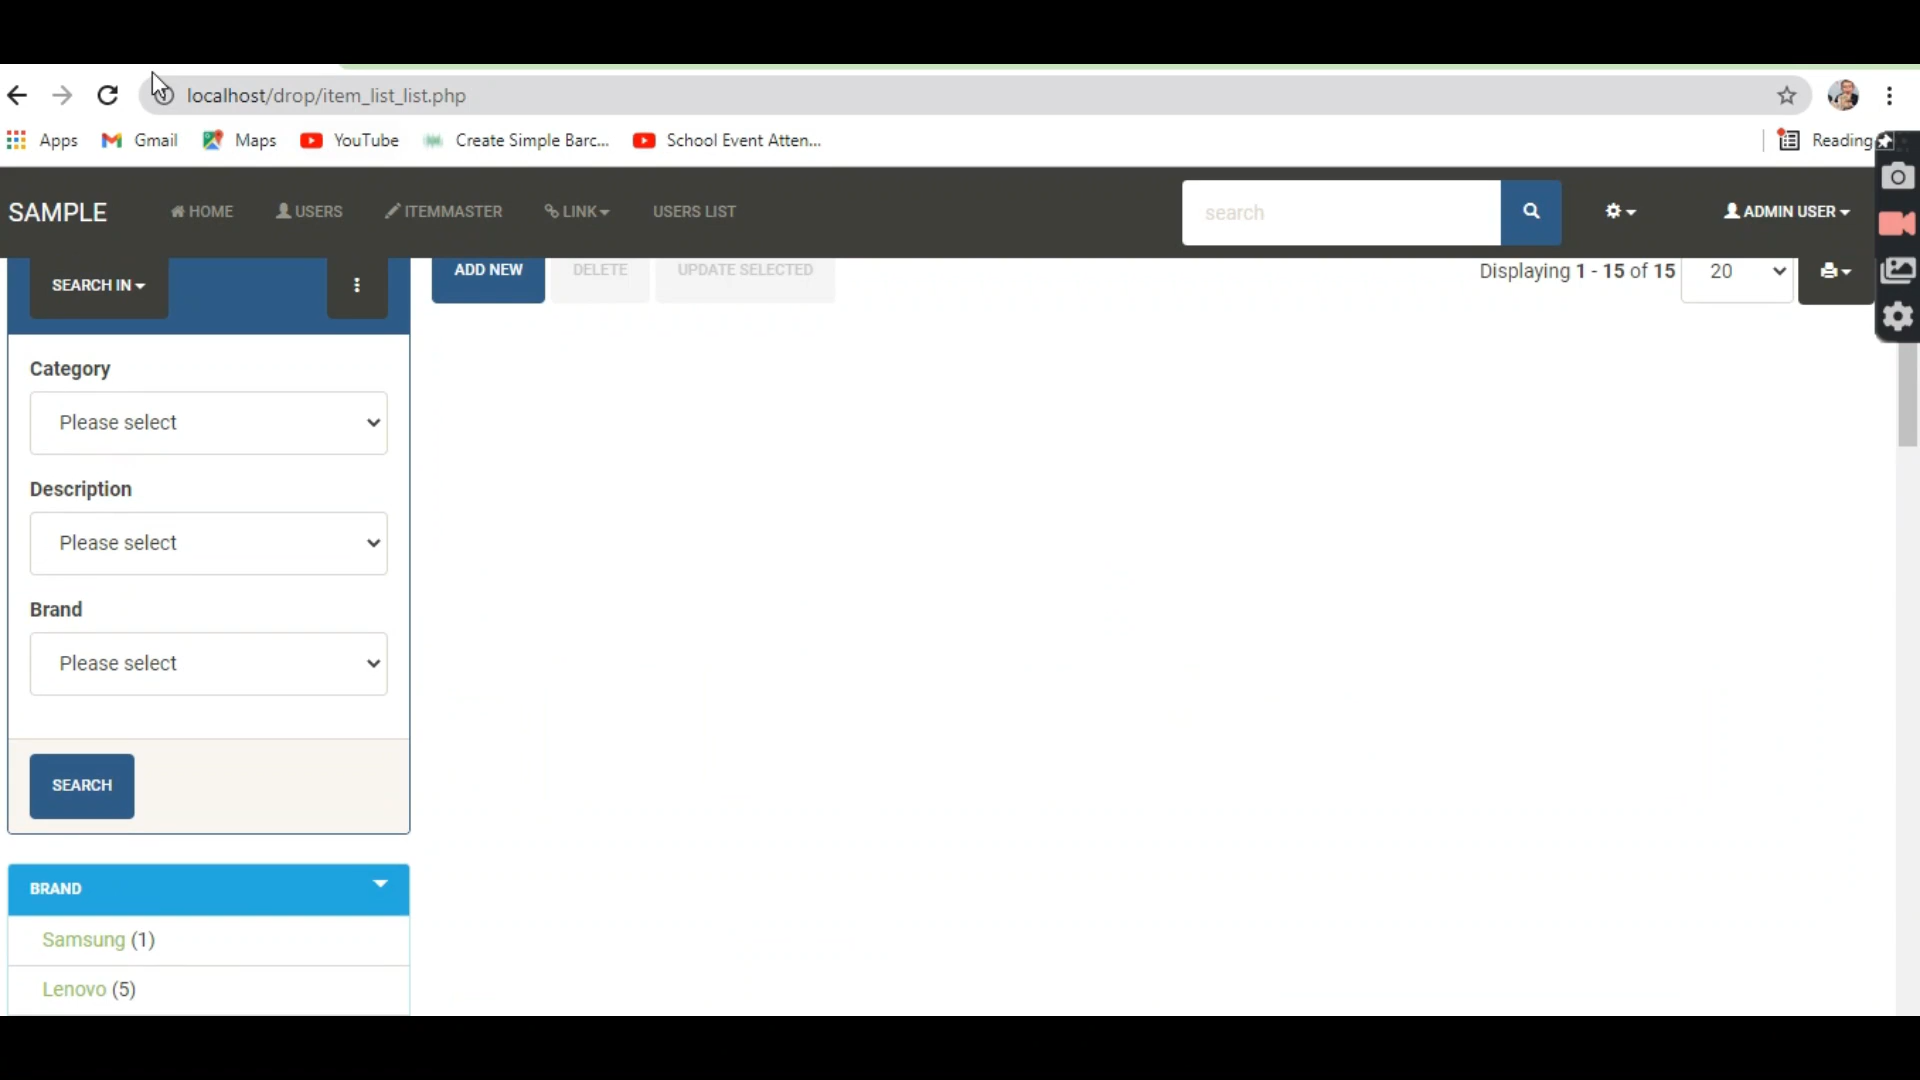 localhost/drop/item_list_list.php
Apps Gmail Maps YouTube Create Simple Barc... School Event Atten... Reading
SAMPLE HOME USERS ITEMMASTER LINK USERS LIST search ADMIN USER
SEARCH IN ADD NEW DELETE UPDATE SELECTED Displaying 1 - 15 of 15 20
Category
Please select
Description
Please select
Brand
Please select
SEARCH
BRAND
Samsung (1)
Lenovo (5)